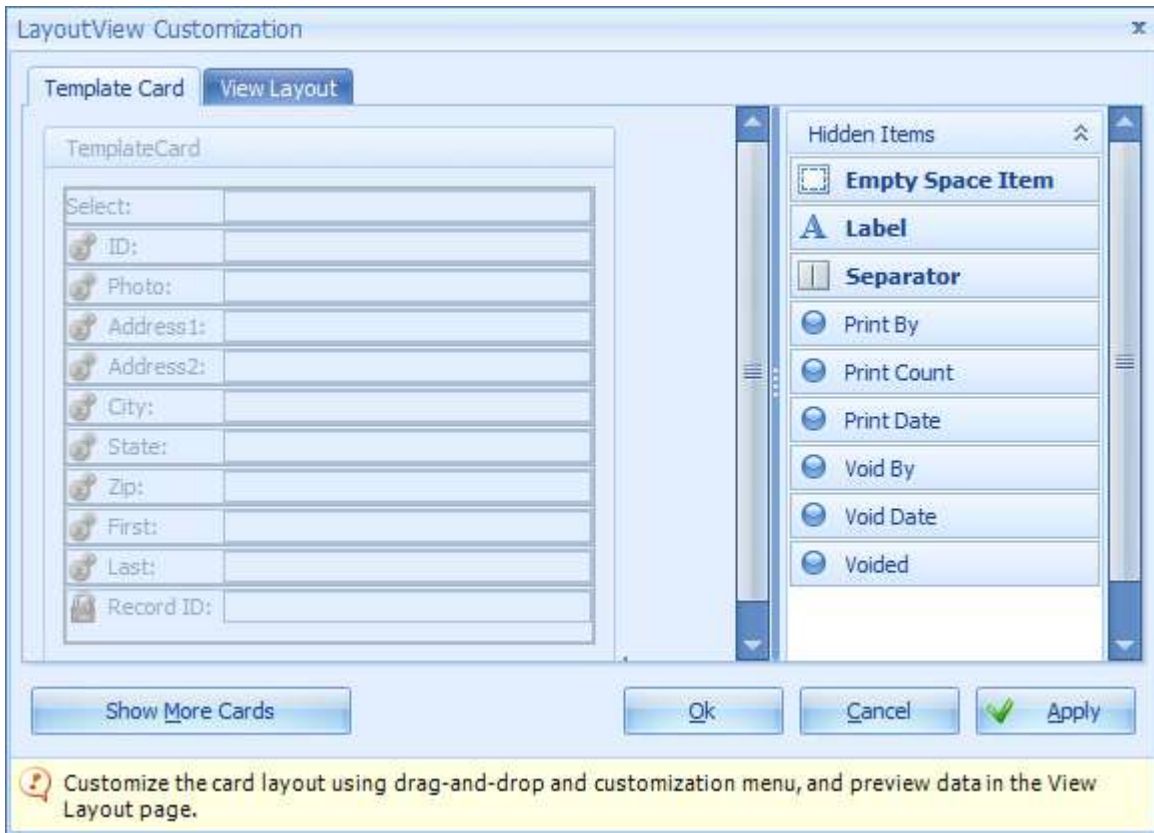 LayoutView Customization
Template Card
View Layout
TemplateCard
Select:
ID:
Photo:
Address1:
Address2:
City:
State:
Zip:
First:
Last:
Record ID:
Hidden Items
Empty Space Item
A Label
Separator
Print By
Print Count
Print Date
Void By
Void Date
Voided
Show More Cards
Ok
Cancel
Apply
Customize the card layout using drag-and-drop and customization menu, and preview data in the View
Layout page.